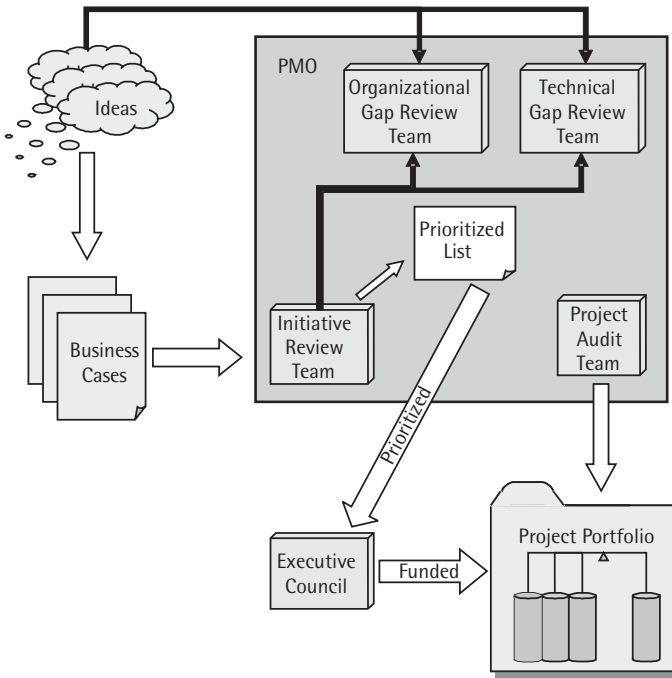 PMO
Organizational
Gap Review
Team
Technical
Gap Review
Team
Ideas
Prioritized
List
Initiative
Review
Team
Project
Audit
Team
Business
Cases
Prioritized
Executive
Council
Funded
Project Portfolio